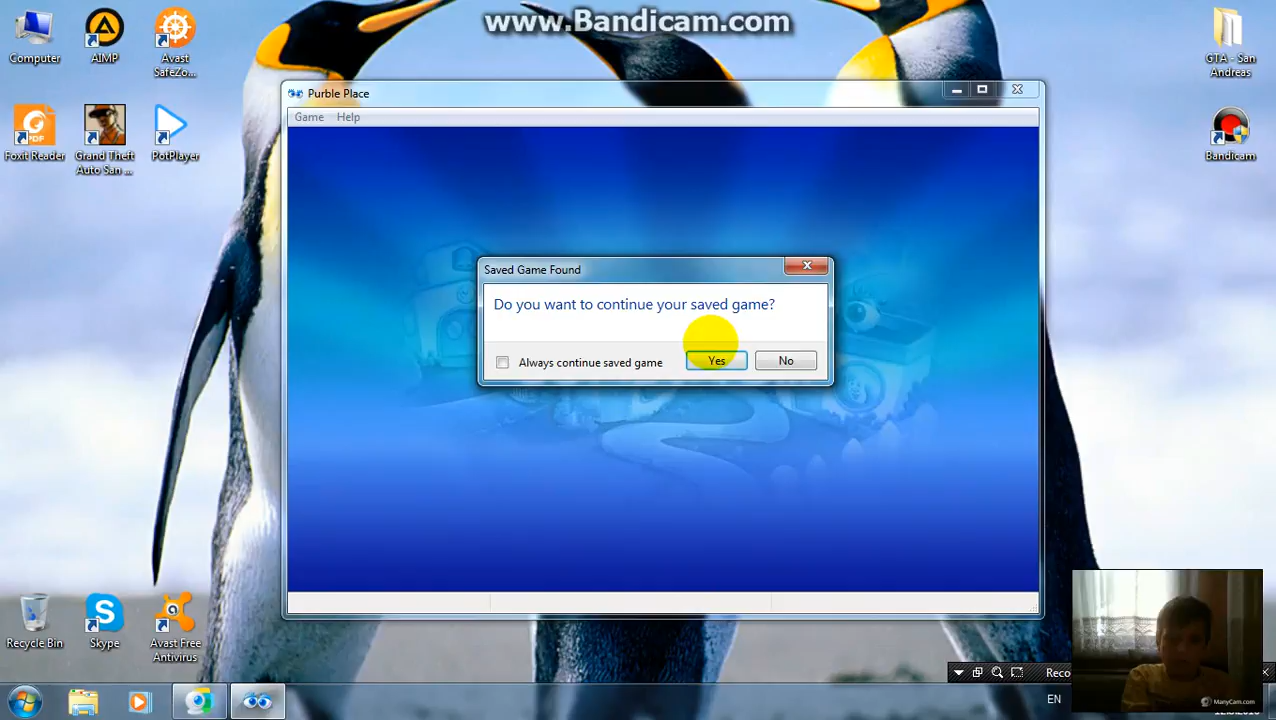 www.Bandicam.com
Computer
AIMP
Avast
SafeZo...
GTA - San
Andreas
Foxit Reader
Grand Theft
Auto San ...
PotPlayer
Bandicam
Purble Place
Game Help
Saved Game Found
Do you want to continue your saved game?
Always continue saved game
Yes
No
Recycle Bin
Skype
Avast Free
Antivirus
Reco
EN
ManyCam.com